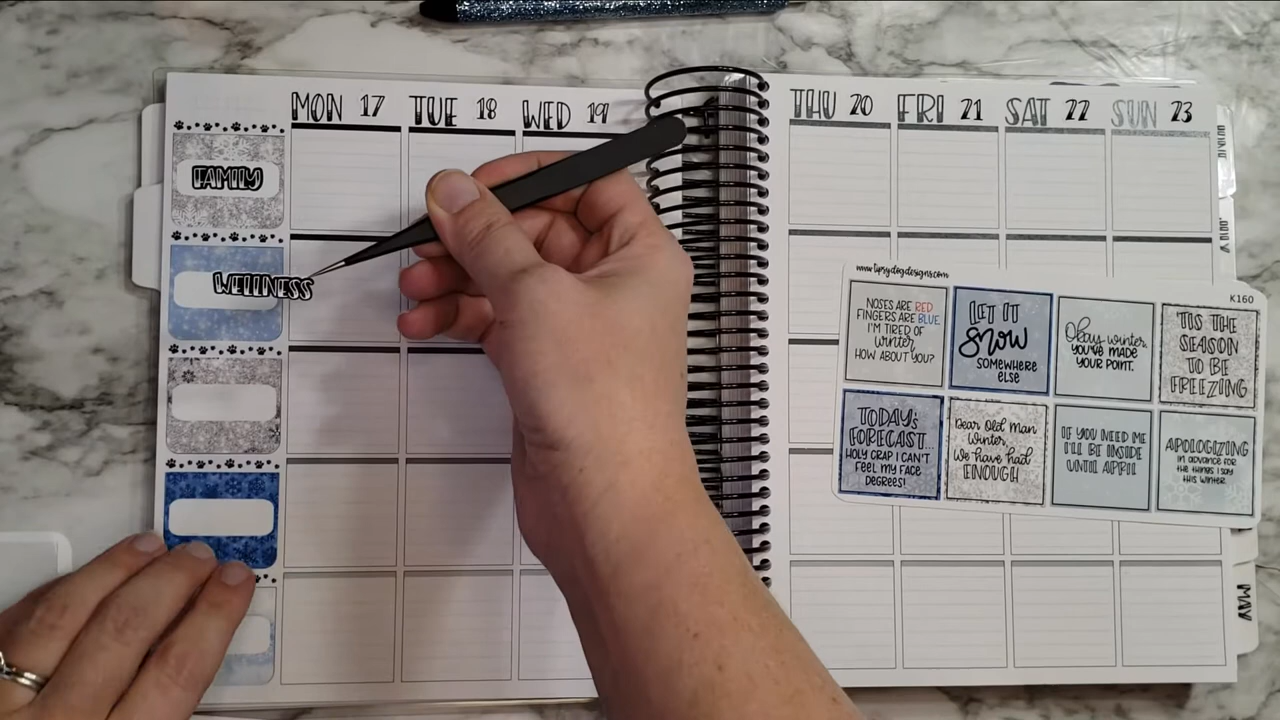 MON 17
TUE 18
WED 19
THU 20
FRI 21
SAT 22
SUN 23
FAMILY
WELLNESS
www.tipsydogdesigns.com
K160
NOSES ARE RED
FINGERS ARE BLUE
I'M TIRED OF
winter
HOW ABOUT YOU?
LET IT
snow
SOMEWHERE
ELSE
Okay winter,
YOU'VE MADE
YOUR POINT.
'TIS THE
SEASON
TO BE
FREEZING
TODAY'S
FORECAST...
HOLY CRAP I CAN'T
FEEL MY FACE
DEGREES!
Dear Old Man
Winter,
We have had
ENOUGH
IF YOU NEED ME
I'LL BE INSIDE
UNTIL APRIL
APOLOGIZING
in advance for
the things I say
this winter
MAY